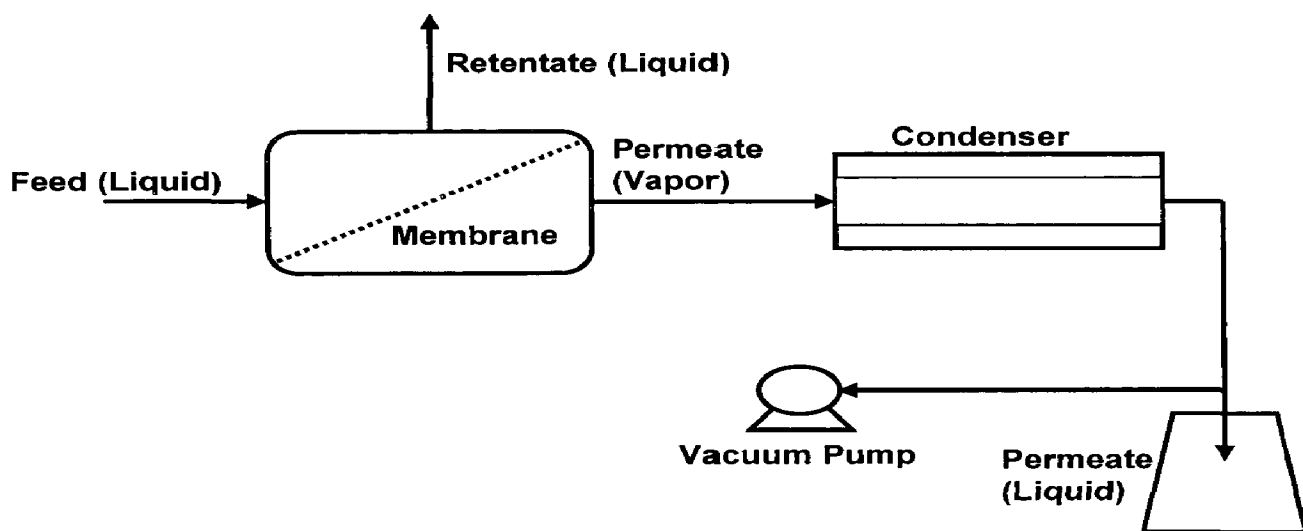 Retentate (Liquid)
Feed (Liquid)
Membrane
Permeate
(Vapor)
Condenser
Vacuum Pump
Permeate
(Liquid)